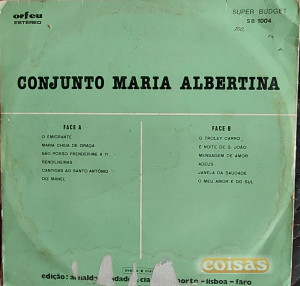 orfeu
ESTEREO
SUPER BUDGET
SB 1004
CONJUNTO MARIA ALBERTINA
FACE A
O EMIGRANTE
MARIA CHEIA DE GRAÇA
NÃO POSSO PRENDER-ME A TI
RENDILHEIRAS
CANTIGAS AO SANTO ANTÓNIO
DO MANEL
FACE B
O TROLEY CARRO
É NOITE DE S. JOÃO
MENSAGEM DE AMOR
ADEUS
JANELA DA SAUDADE
O MEU AMOR É DO SUL
edição: arnaldo
porto-lisboa-faro
coisas